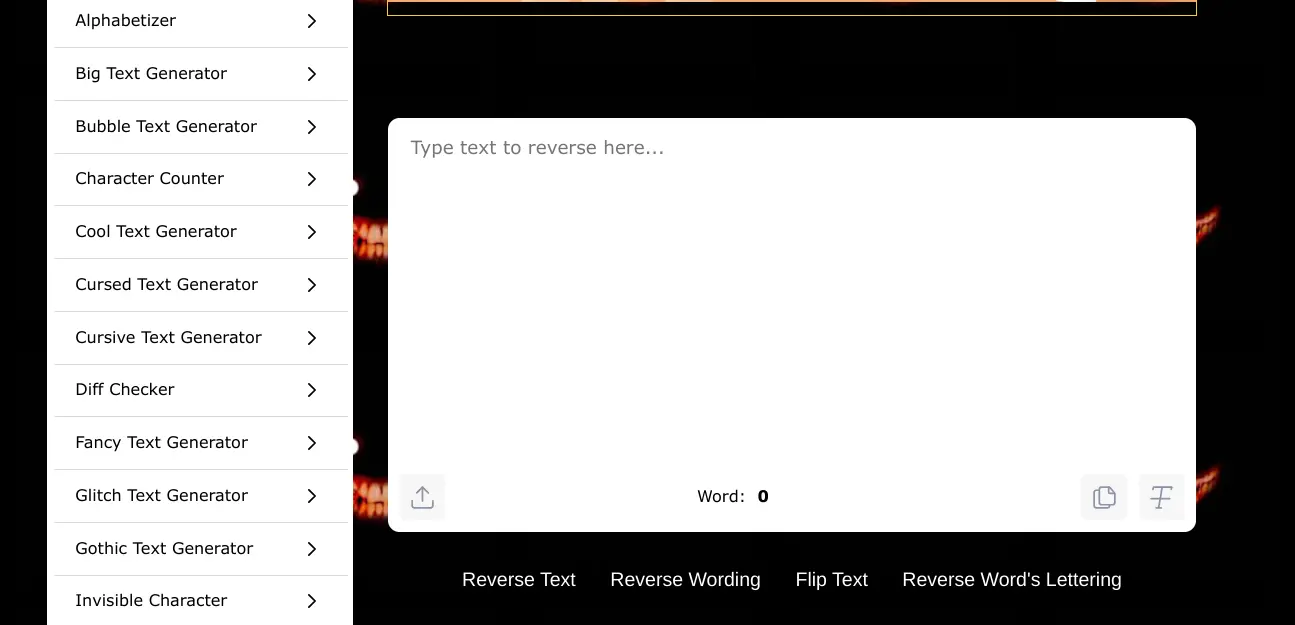 Alphabetizer
Big Text Generator
Bubble Text Generator
Character Counter
Cool Text Generator
Cursed Text Generator
Cursive Text Generator
Diff Checker
Fancy Text Generator
Glitch Text Generator
Gothic Text Generator
Invisible Character
Type text to reverse here...
Word: 0
Reverse Text Reverse Wording Flip Text Reverse Word's Lettering